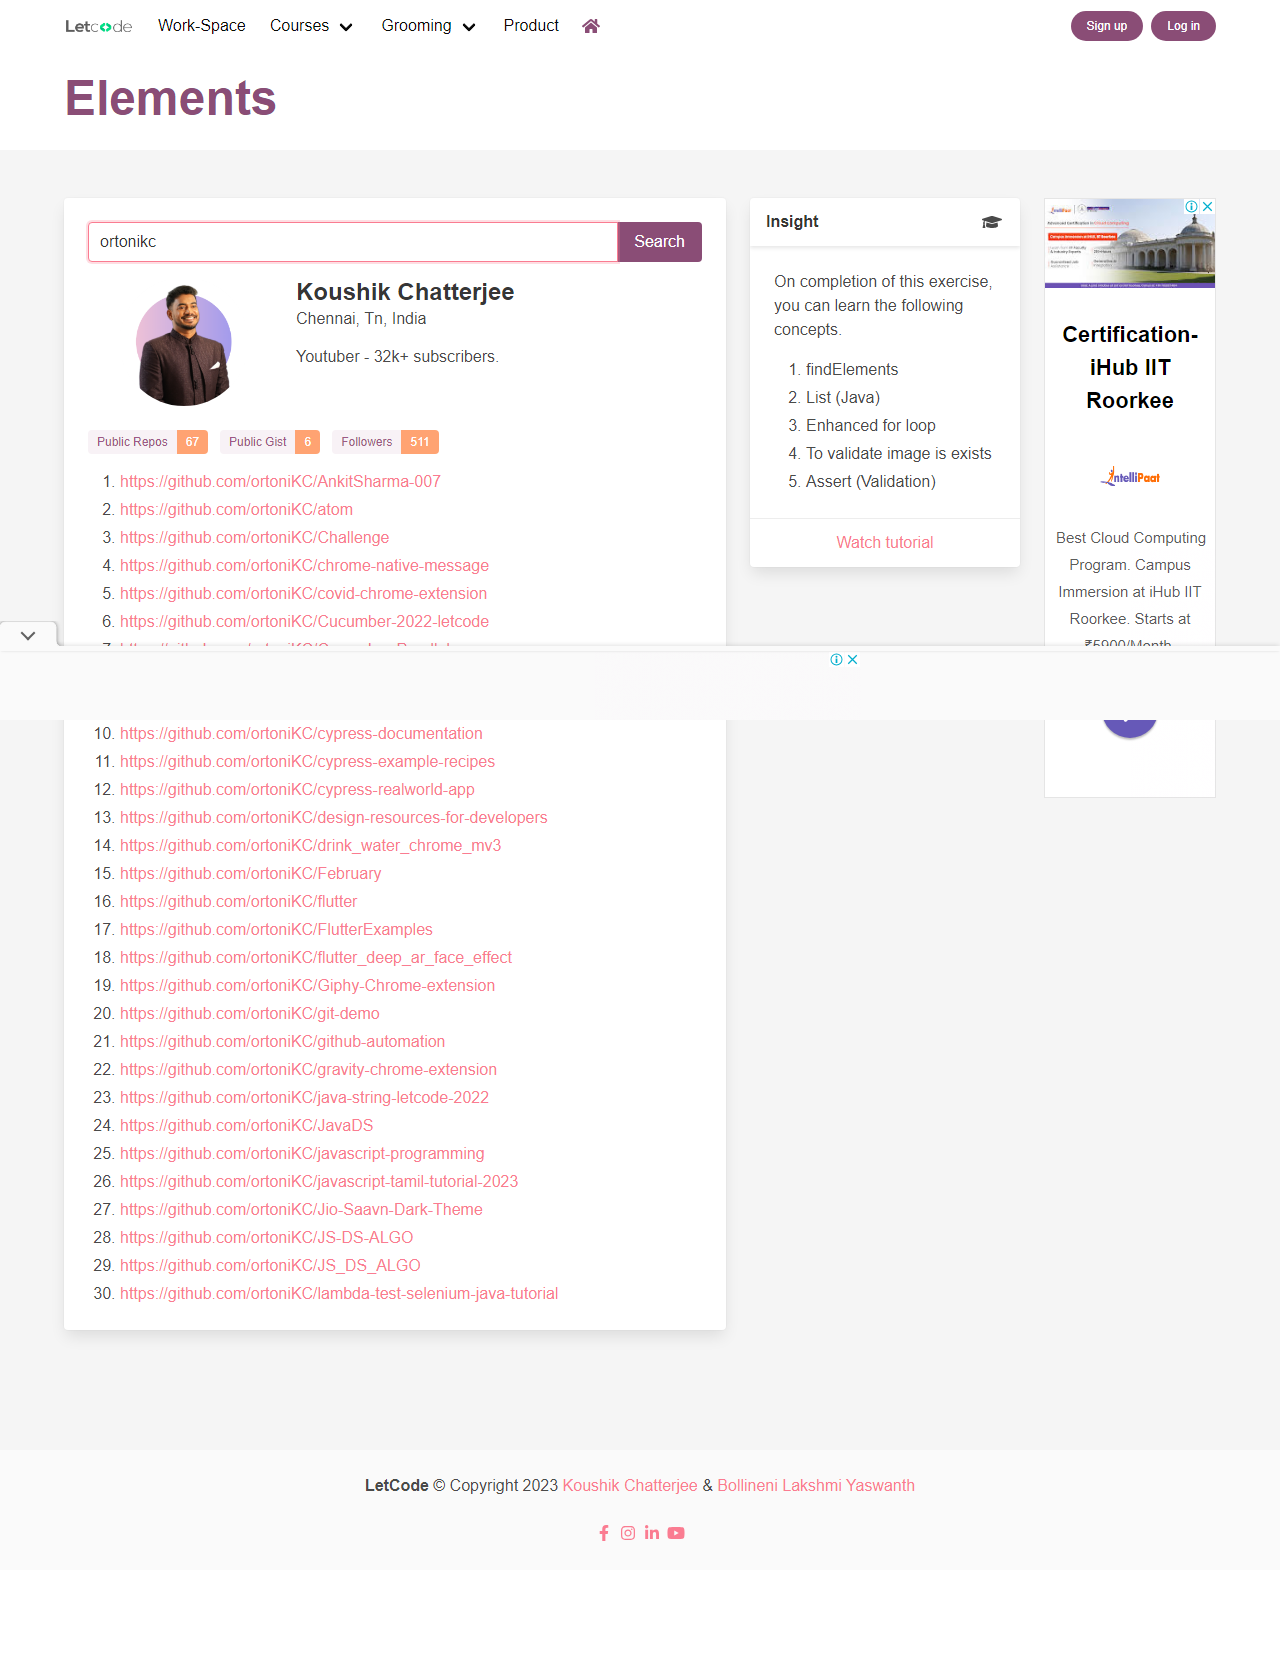 Letcode Work-Space Courses Grooming Product Sign up Log in
Elements
ortonikc Search
Koushik Chatterjee
Chennai, Tn, India
Youtuber - 32k+ subscribers.
Public Repos 67 Public Gist 6 Followers 511
1. https://github.com/ortoniKC/AnkitSharma-007
2. https://github.com/ortoniKC/atom
3. https://github.com/ortoniKC/Challenge
4. https://github.com/ortoniKC/chrome-native-message
5. https://github.com/ortoniKC/covid-chrome-extension
6. https://github.com/ortoniKC/Cucumber-2022-letcode
10. https://github.com/ortoniKC/cypress-documentation
11. https://github.com/ortoniKC/cypress-example-recipes
12. https://github.com/ortoniKC/cypress-realworld-app
13. https://github.com/ortoniKC/design-resources-for-developers
14. https://github.com/ortoniKC/drink_water_chrome_mv3
15. https://github.com/ortoniKC/February
16. https://github.com/ortoniKC/flutter
17. https://github.com/ortoniKC/FlutterExamples
18. https://github.com/ortoniKC/flutter_deep_ar_face_effect
19. https://github.com/ortoniKC/Giphy-Chrome-extension
20. https://github.com/ortoniKC/git-demo
21. https://github.com/ortoniKC/github-automation
22. https://github.com/ortoniKC/gravity-chrome-extension
23. https://github.com/ortoniKC/java-string-letcode-2022
24. https://github.com/ortoniKC/JavaDS
25. https://github.com/ortoniKC/javascript-programming
26. https://github.com/ortoniKC/javascript-tamil-tutorial-2023
27. https://github.com/ortoniKC/Jio-Saavn-Dark-Theme
28. https://github.com/ortoniKC/JS-DS-ALGO
29. https://github.com/ortoniKC/JS_DS_ALGO
30. https://github.com/ortoniKC/lambda-test-selenium-java-tutorial
Insight
On completion of this exercise,
you can learn the following
concepts.
1. findElements
2. List (Java)
3. Enhanced for loop
4. To validate image is exists
5. Assert (Validation)
Watch tutorial
Certification-
iHub IIT
Roorkee
IntelliPaat
Best Cloud Computing
Program. Campus
Immersion at iHub IIT
Roorkee. Starts at
₹5900/Month
LetCode © Copyright 2023 Koushik Chatterjee & Bollineni Lakshmi Yaswanth